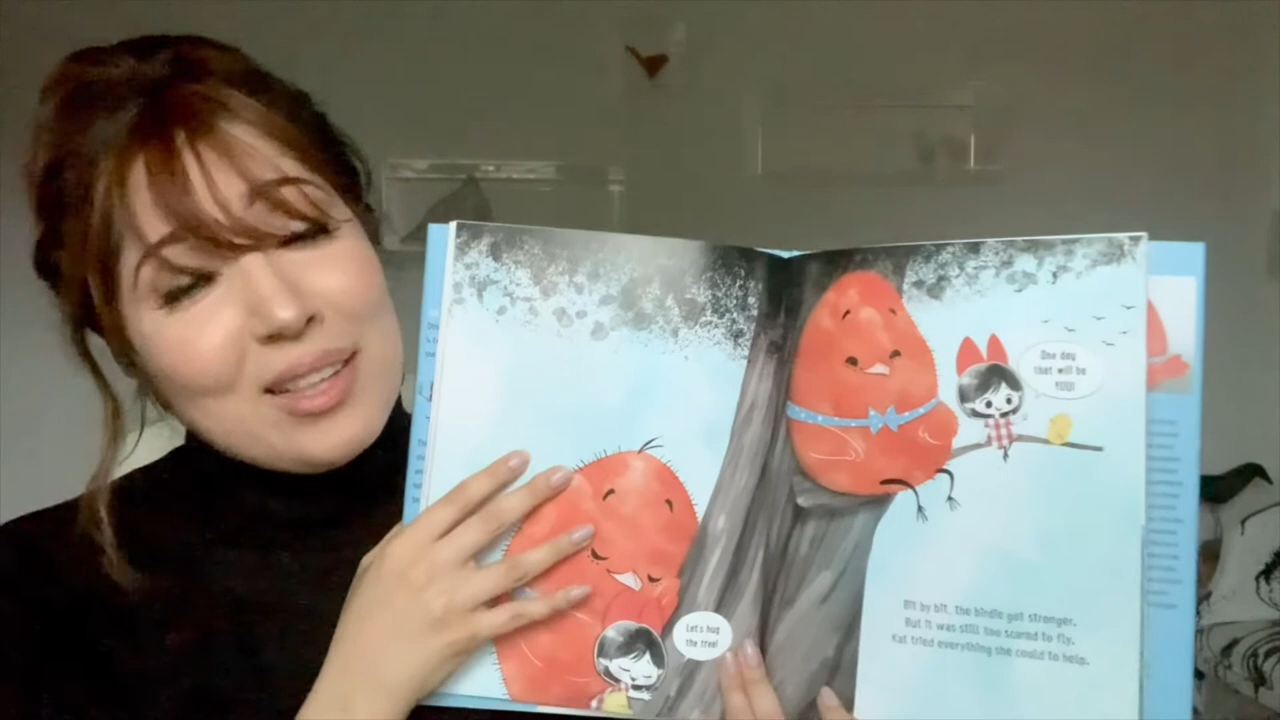 Let's hug
the tree!
One day
that will be
YOU!
Bit by bit, the birdie got stronger.
But it was still too scared to fly.
Kat tried everything she could to help.